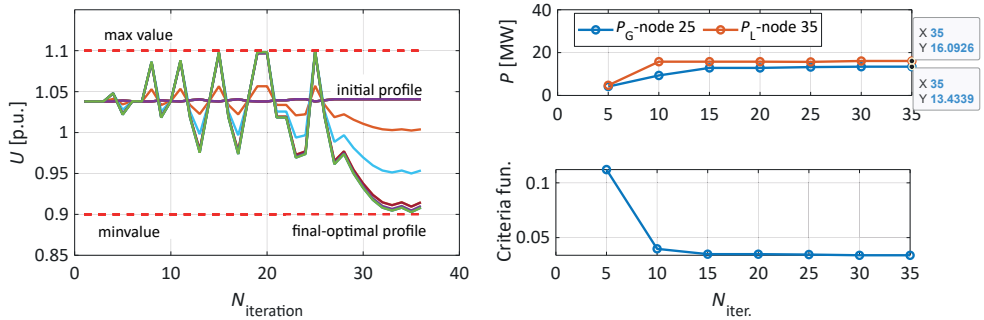 max value
initial profile
minvalue
final-optimal profile
1.1
1.05
1
0.95
0.9
0.85
0 10 20 30 40
U [p.u.]
N iteration
P_G-node 25 P_L-node 35
X 35
Y 16.0926
X 35
Y 13.4339
40
20
0
0 5 10 15 20 25 30 35
P [MW]
0.1
0.05
0 5 10 15 20 25 30 35
Criteria fun.
N iter.